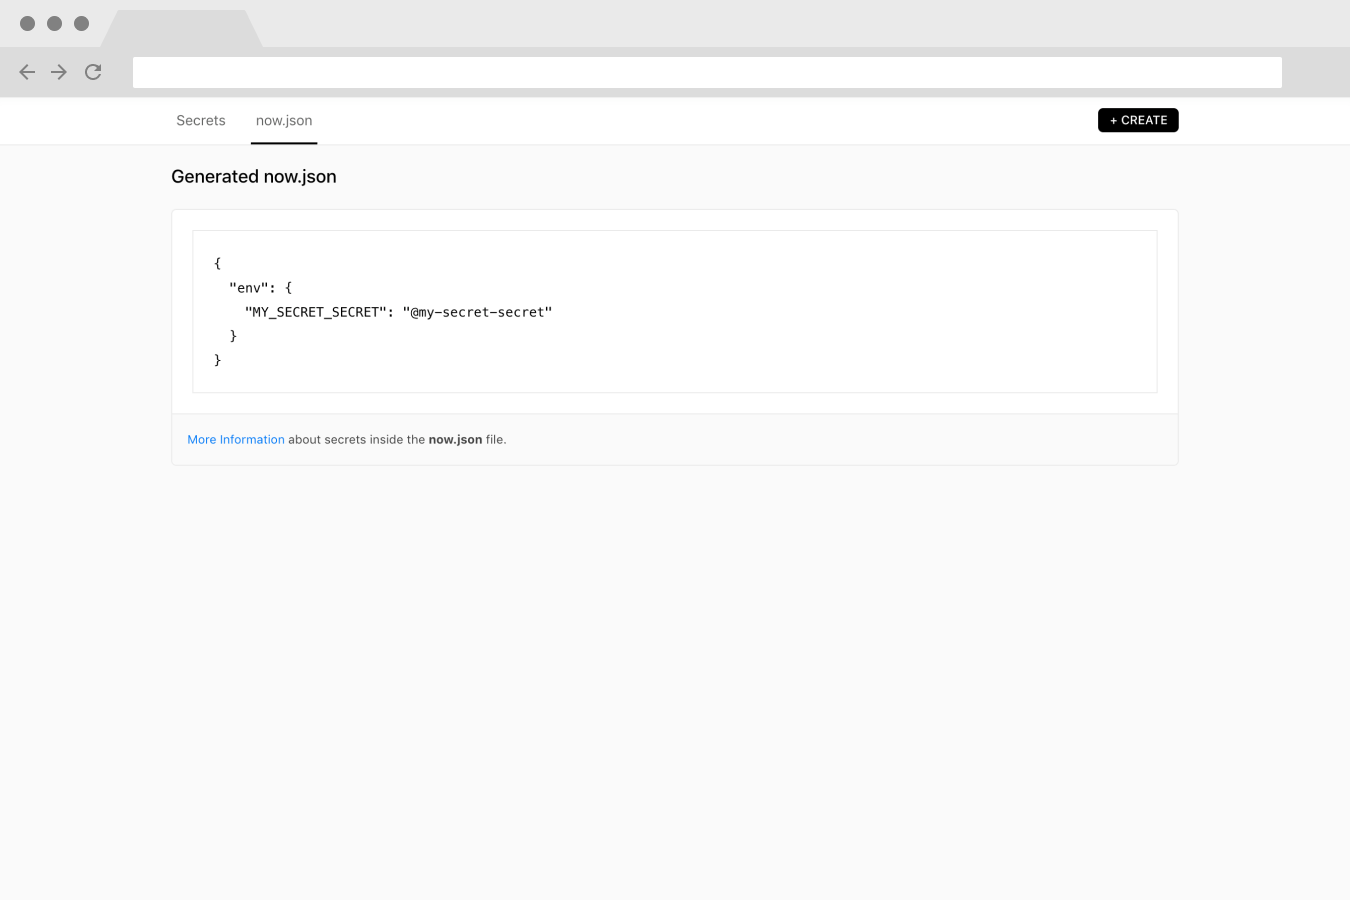 Secrets now.json + CREATE
Generated now.json
{
"env": {
"MY_SECRET_SECRET": "@my-secret-secret"
}
}
More Information about secrets inside the now.json file.